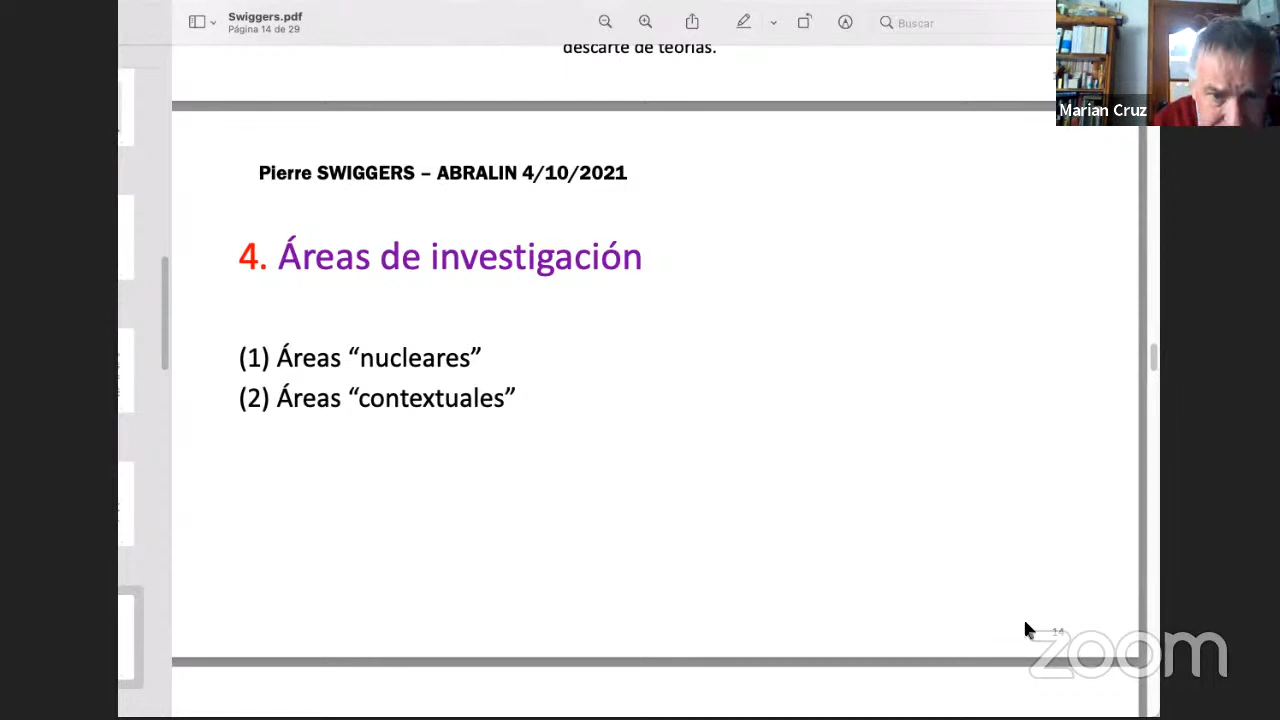 Swiggers.pdf
Página 14 de 29
Buscar
descarte de teorías.
Marian Cruz
Pierre SWIGGERS – ABRALIN 4/10/2021
4. Áreas de investigación
(1) Áreas “nucleares”
(2) Áreas “contextuales”
14
zoom